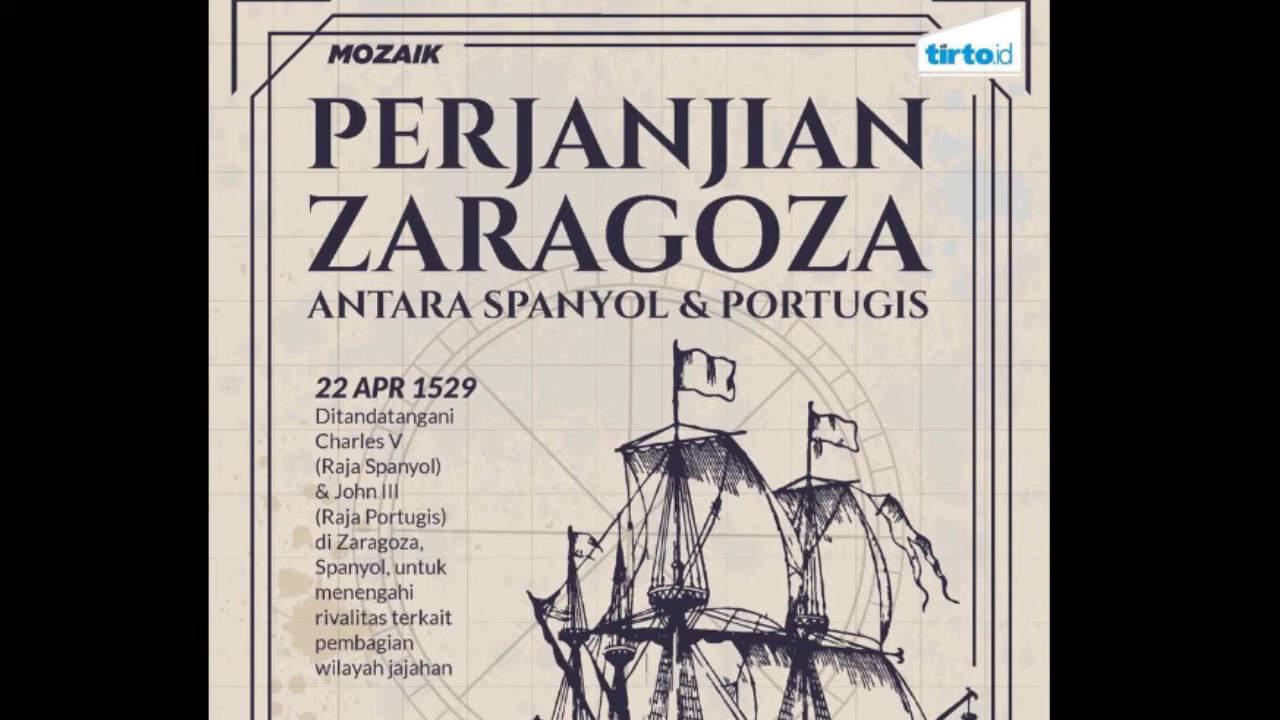 MOZAIK
tirto.id
PERJANJIAN
ZARAGOZA
ANTARA SPANYOL & PORTUGIS
22 APR 1529
Ditandatangani
Charles V
(Raja Spanyol)
& John III
(Raja Portugis)
di Zaragoza,
Spanyol, untuk
menengahi
rivalitas terkait
pembagian
wilayah jajahan